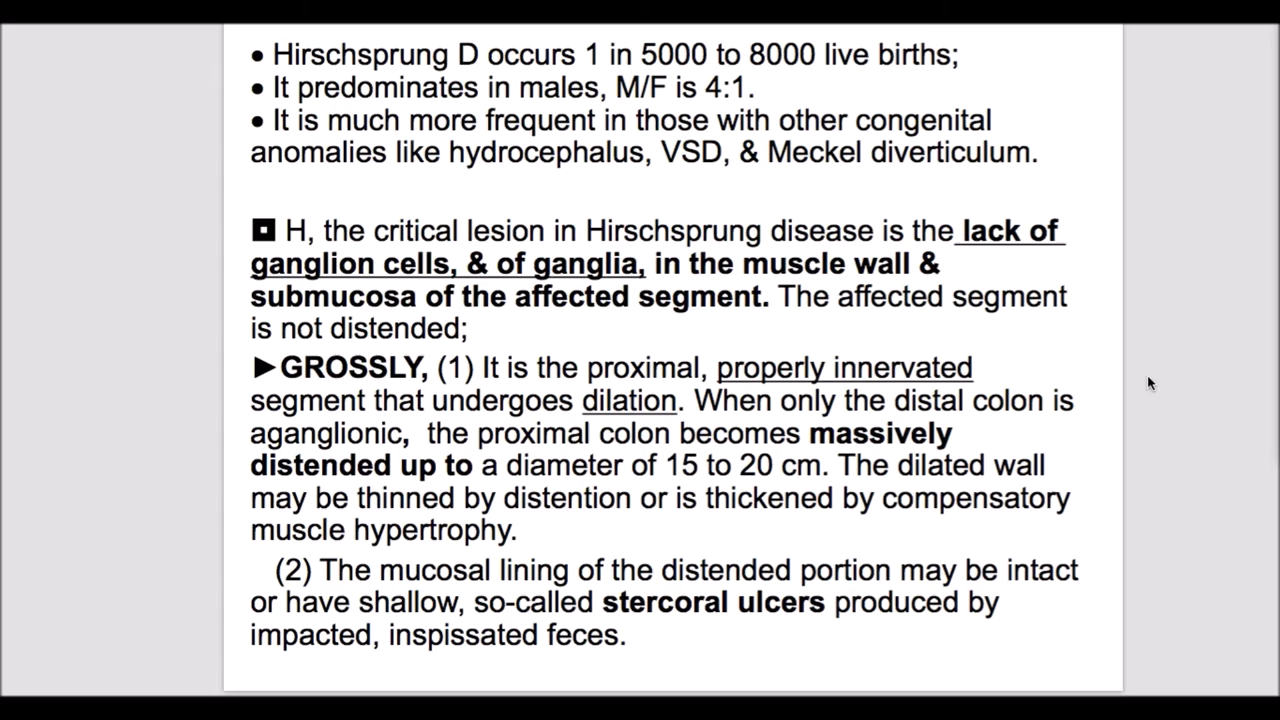 • Hirschsprung D occurs 1 in 5000 to 8000 live births;
• It predominates in males, M/F is 4:1.
• It is much more frequent in those with other congenital
anomalies like hydrocephalus, VSD, & Meckel diverticulum.
◘ H, the critical lesion in Hirschsprung disease is the lack of
ganglion cells, & of ganglia, in the muscle wall &
submucosa of the affected segment. The affected segment
is not distended;
►GROSSLY, (1) It is the proximal, properly innervated
segment that undergoes dilation. When only the distal colon is
aganglionic, the proximal colon becomes massively
distended up to a diameter of 15 to 20 cm. The dilated wall
may be thinned by distention or is thickened by compensatory
muscle hypertrophy.
(2) The mucosal lining of the distended portion may be intact
or have shallow, so-called stercoral ulcers produced by
impacted, inspissated feces.